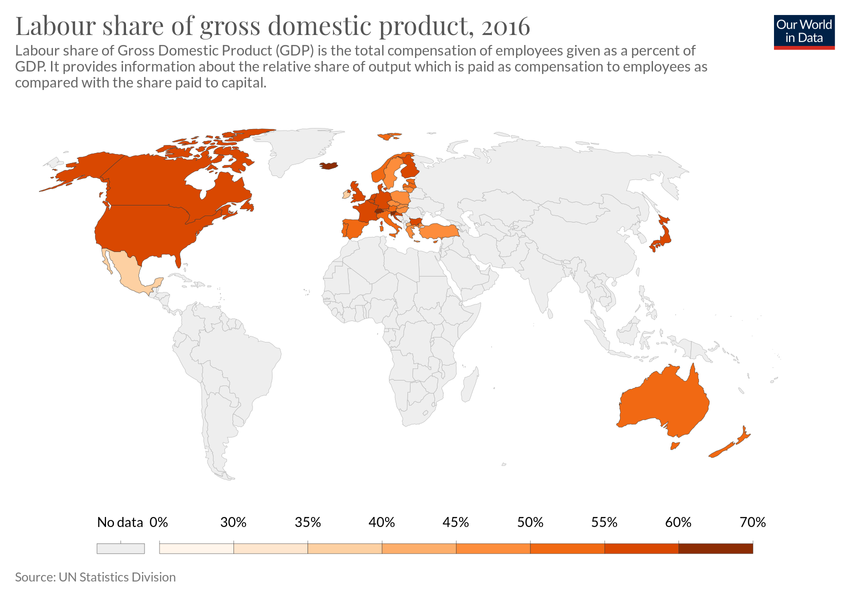 Labour share of gross domestic product, 2016
Our World
in Data
Labour share of Gross Domestic Product (GDP) is the total compensation of employees given as a percent of
GDP. It provides information about the relative share of output which is paid as compensation to employees as
compared with the share paid to capital.
No data 0% 30% 35% 40% 45% 50% 55% 60% 70%
Source: UN Statistics Division